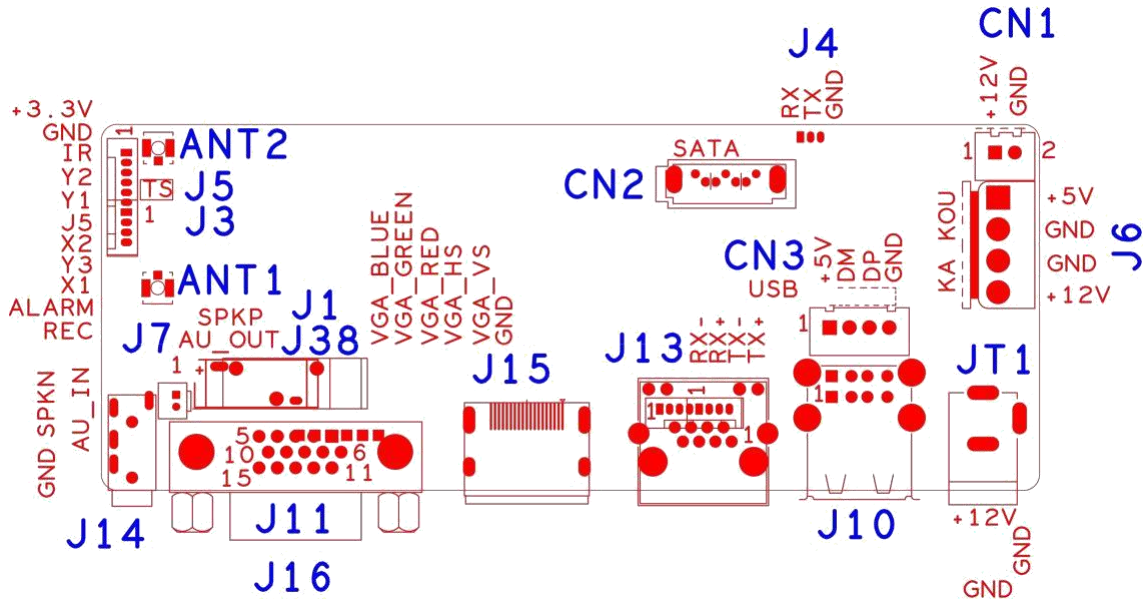 CN1
J4
+12V
GND
RX
TX
GND
+3.3V
GND
IR
Y2
Y1
J5
X2
Y3
X1
ALARM
REC
1
ANT2
TS
J5
1
J3
ANT1
SATA
CN2
1
2
KA KOU
+5V
GND
GND
+12V
J6
CN3
USB
+5V
DM
DP
GND
1
VGA_BLUE
VGA_GREEN
VGA_RED
VGA_HS
VGA_VS
GND
J1
SPKP
J7
AU_OUT
J38
1
+
J15
J13
RX-
RX+
TX-
TX+
1
1
1
1
JT1
GND SPKN
AU_IN
5
10
15
6
11
J14
J11
J16
J10
+12V
GND
GND